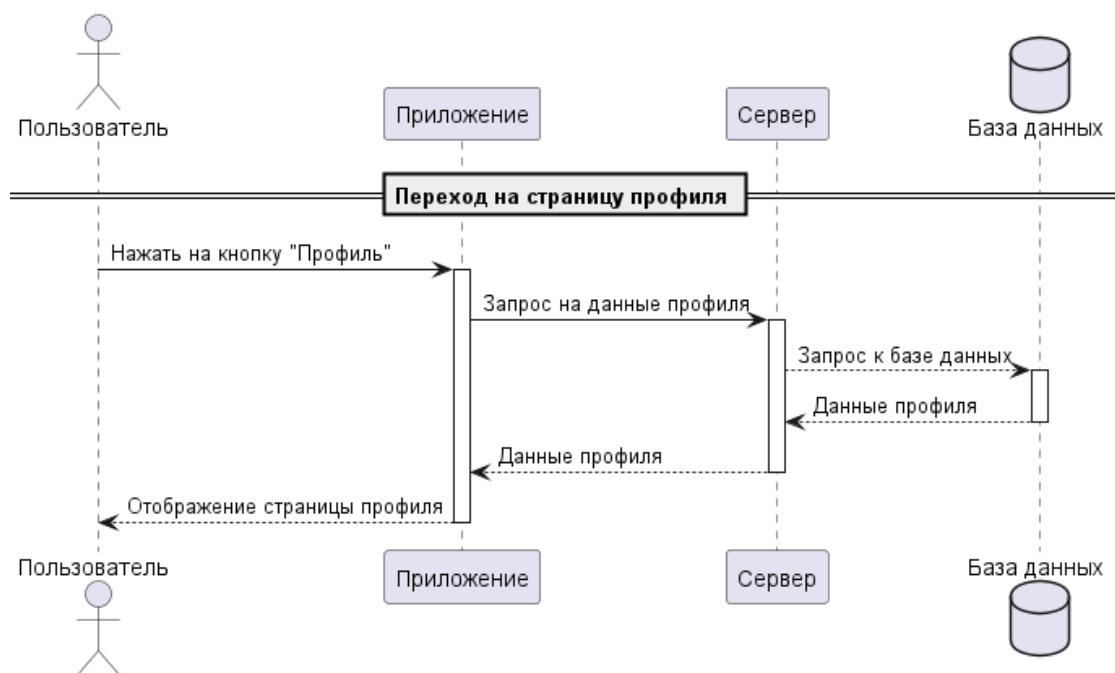 Пользователь
Приложение
Сервер
База данных
Переход на страницу профиля
Нажать на кнопку "Профиль"
Запрос на данные профиля
Запрос к базе данных
Данные профиля
Данные профиля
Отображение страницы профиля
Пользователь
Приложение
Сервер
База данных